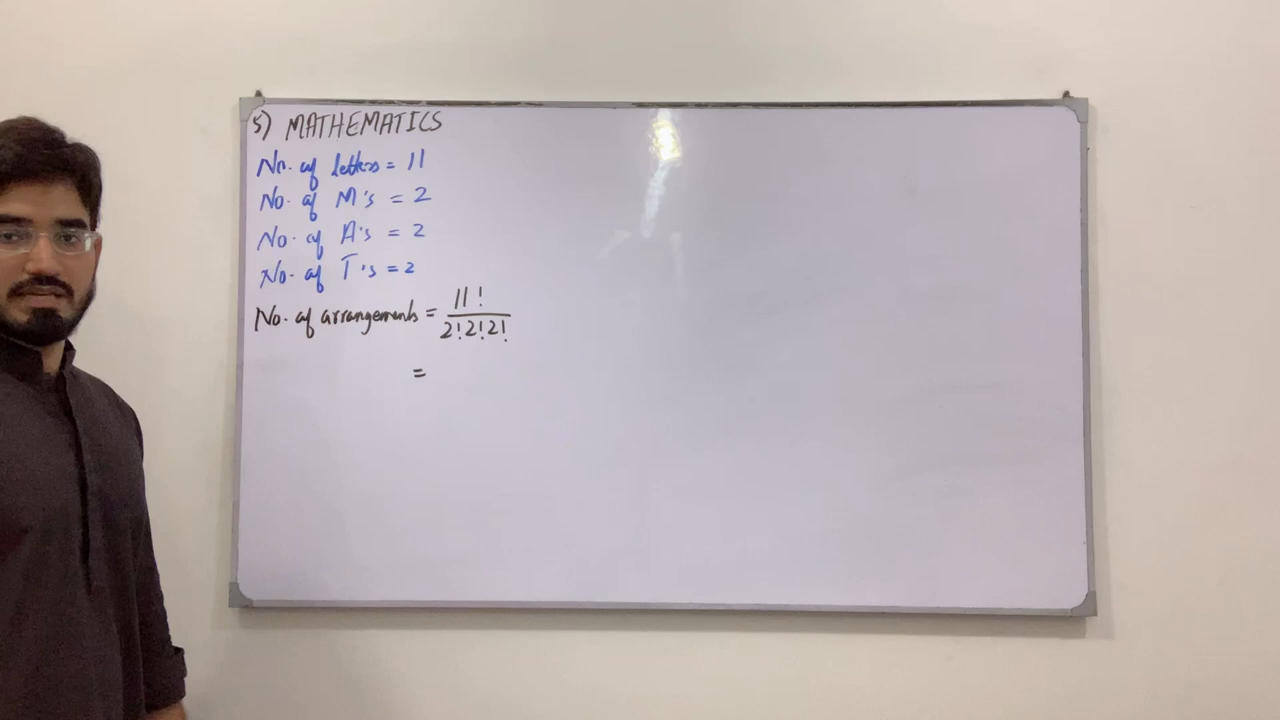 5) MATHEMATICS
No. of letters = 11
No. of M's = 2
No. of A's = 2
No. of T's = 2
No. of arrangements = 11! / 2!2!2!
=